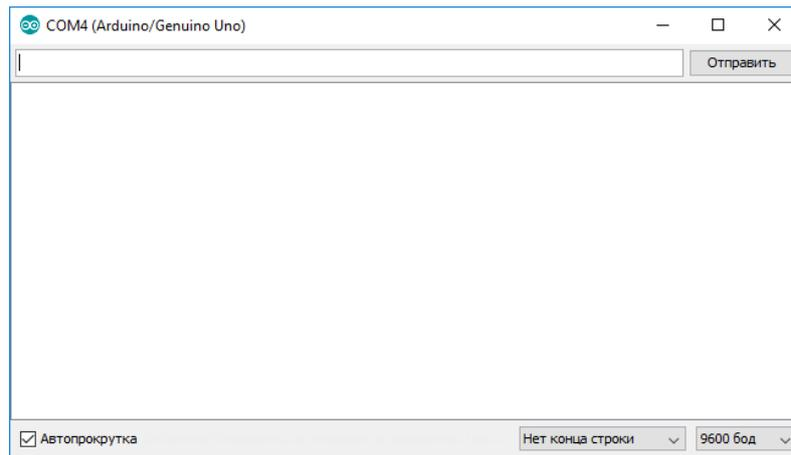 COM4 (Arduino/Genuino Uno)
Отправить
Автопрокрутка
Нет конца строки
9600 бод